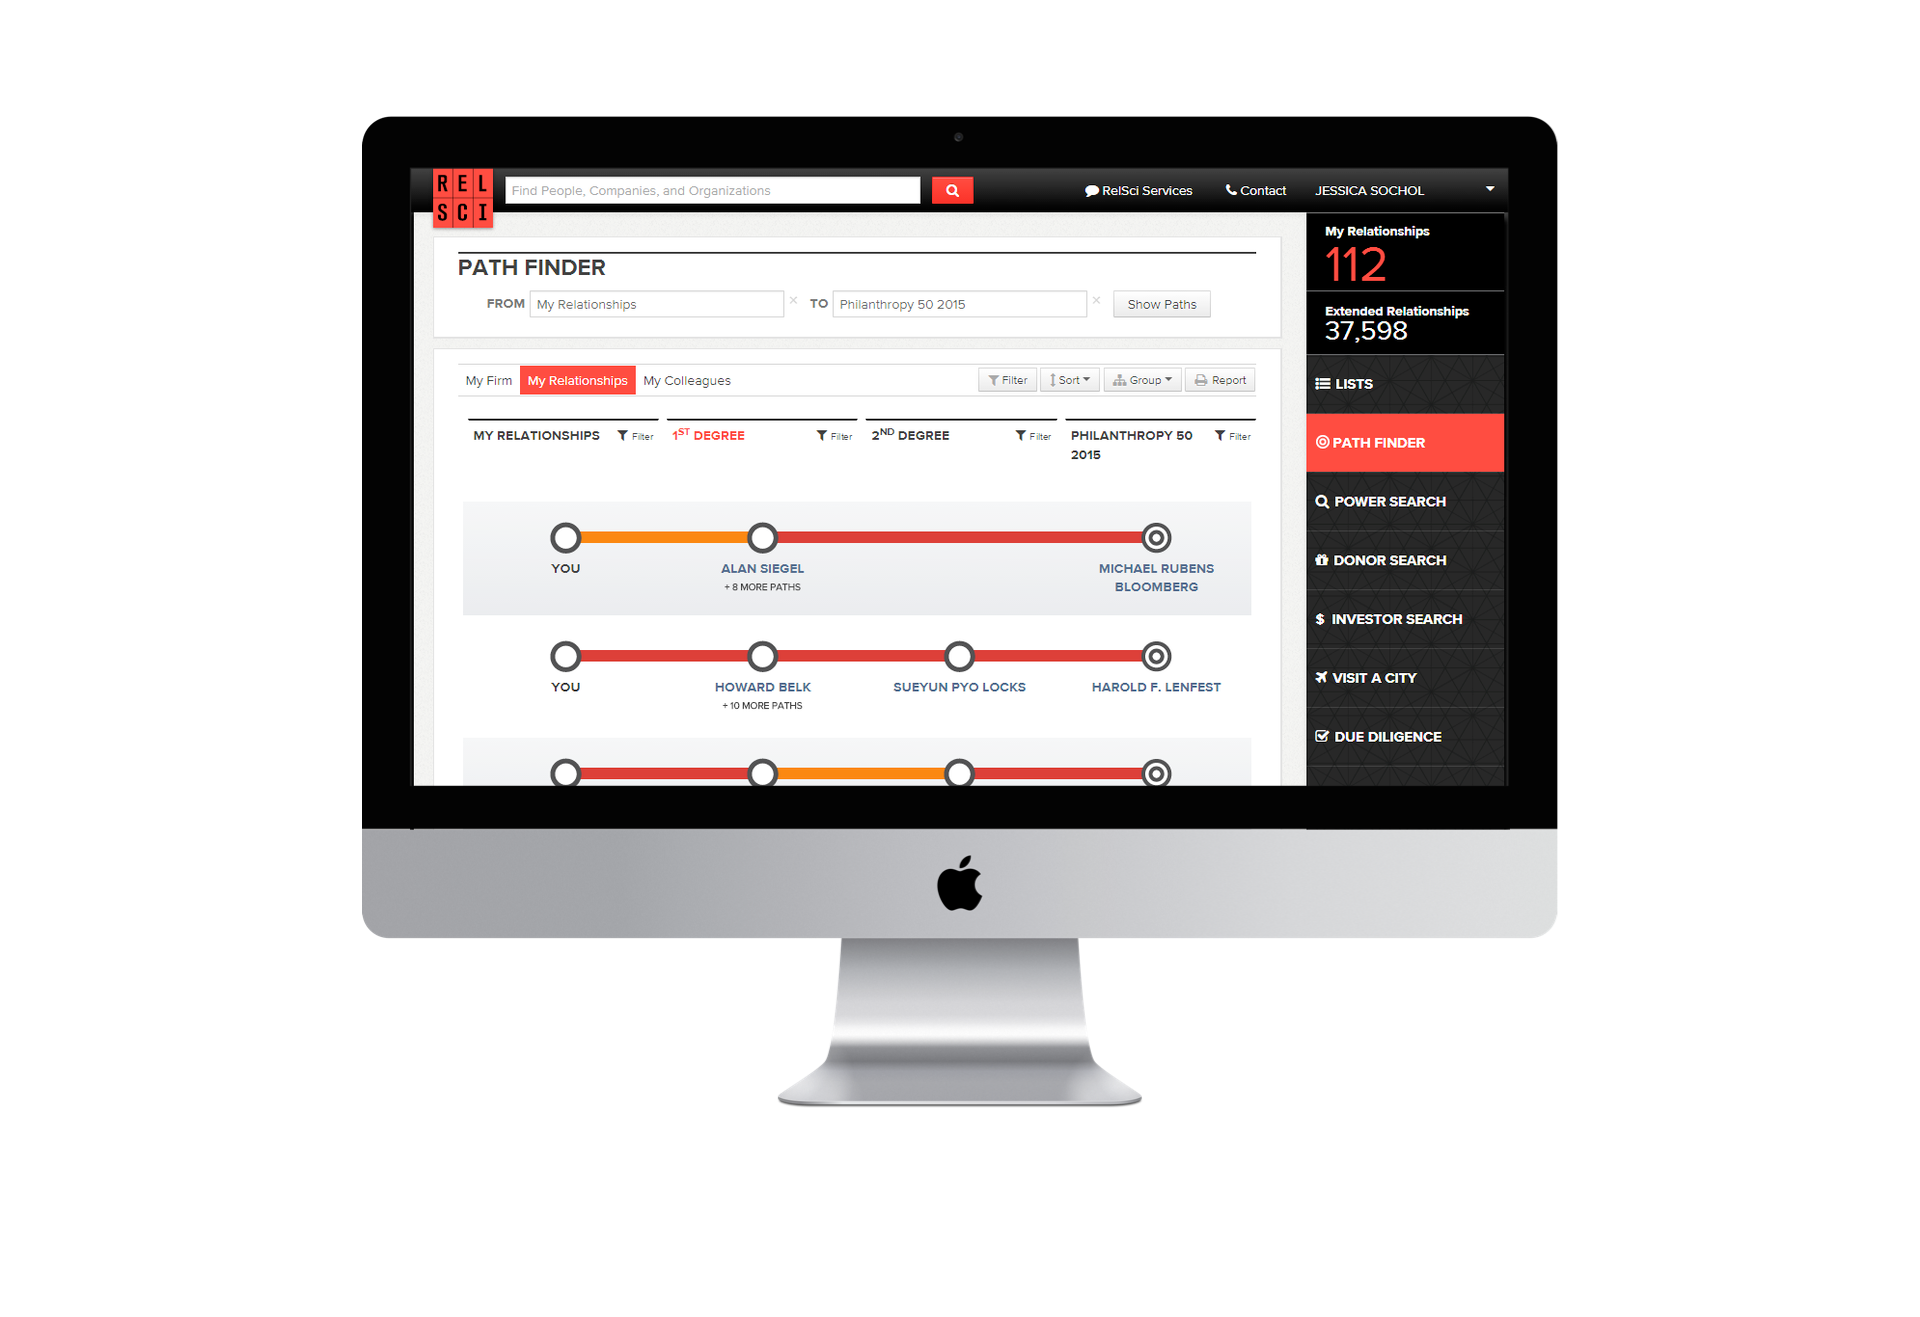 REL
SCI
Find People, Companies, and Organizations
RelSci Services
Contact
JESSICA SOCHOL
PATH FINDER
FROM My Relationships × TO Philanthropy 50 2015 × Show Paths
My Firm My Relationships My Colleagues
Filter Sort Group Report
MY RELATIONSHIPS Filter
1ST DEGREE Filter
2ND DEGREE Filter
PHILANTHROPY 50 Filter
2015
YOU
ALAN SIEGEL
+ 8 MORE PATHS
MICHAEL RUBENS
BLOOMBERG
YOU
HOWARD BELK
+ 10 MORE PATHS
SUEYUN PYO LOCKS
HAROLD F. LENFEST
My Relationships
112
Extended Relationships
37,598
LISTS
PATH FINDER
POWER SEARCH
DONOR SEARCH
$ INVESTOR SEARCH
VISIT A CITY
DUE DILIGENCE